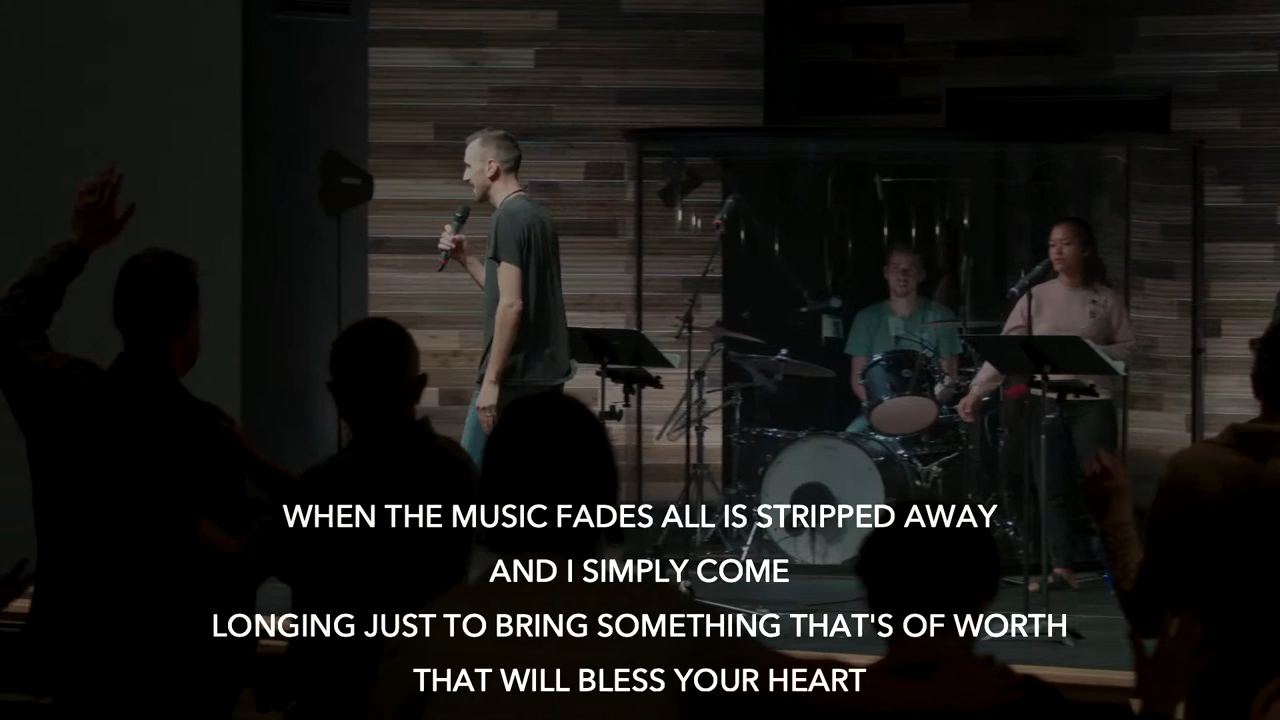 WHEN THE MUSIC FADES ALL IS STRIPPED AWAY
AND I SIMPLY COME
LONGING JUST TO BRING SOMETHING THAT'S OF WORTH
THAT WILL BLESS YOUR HEART